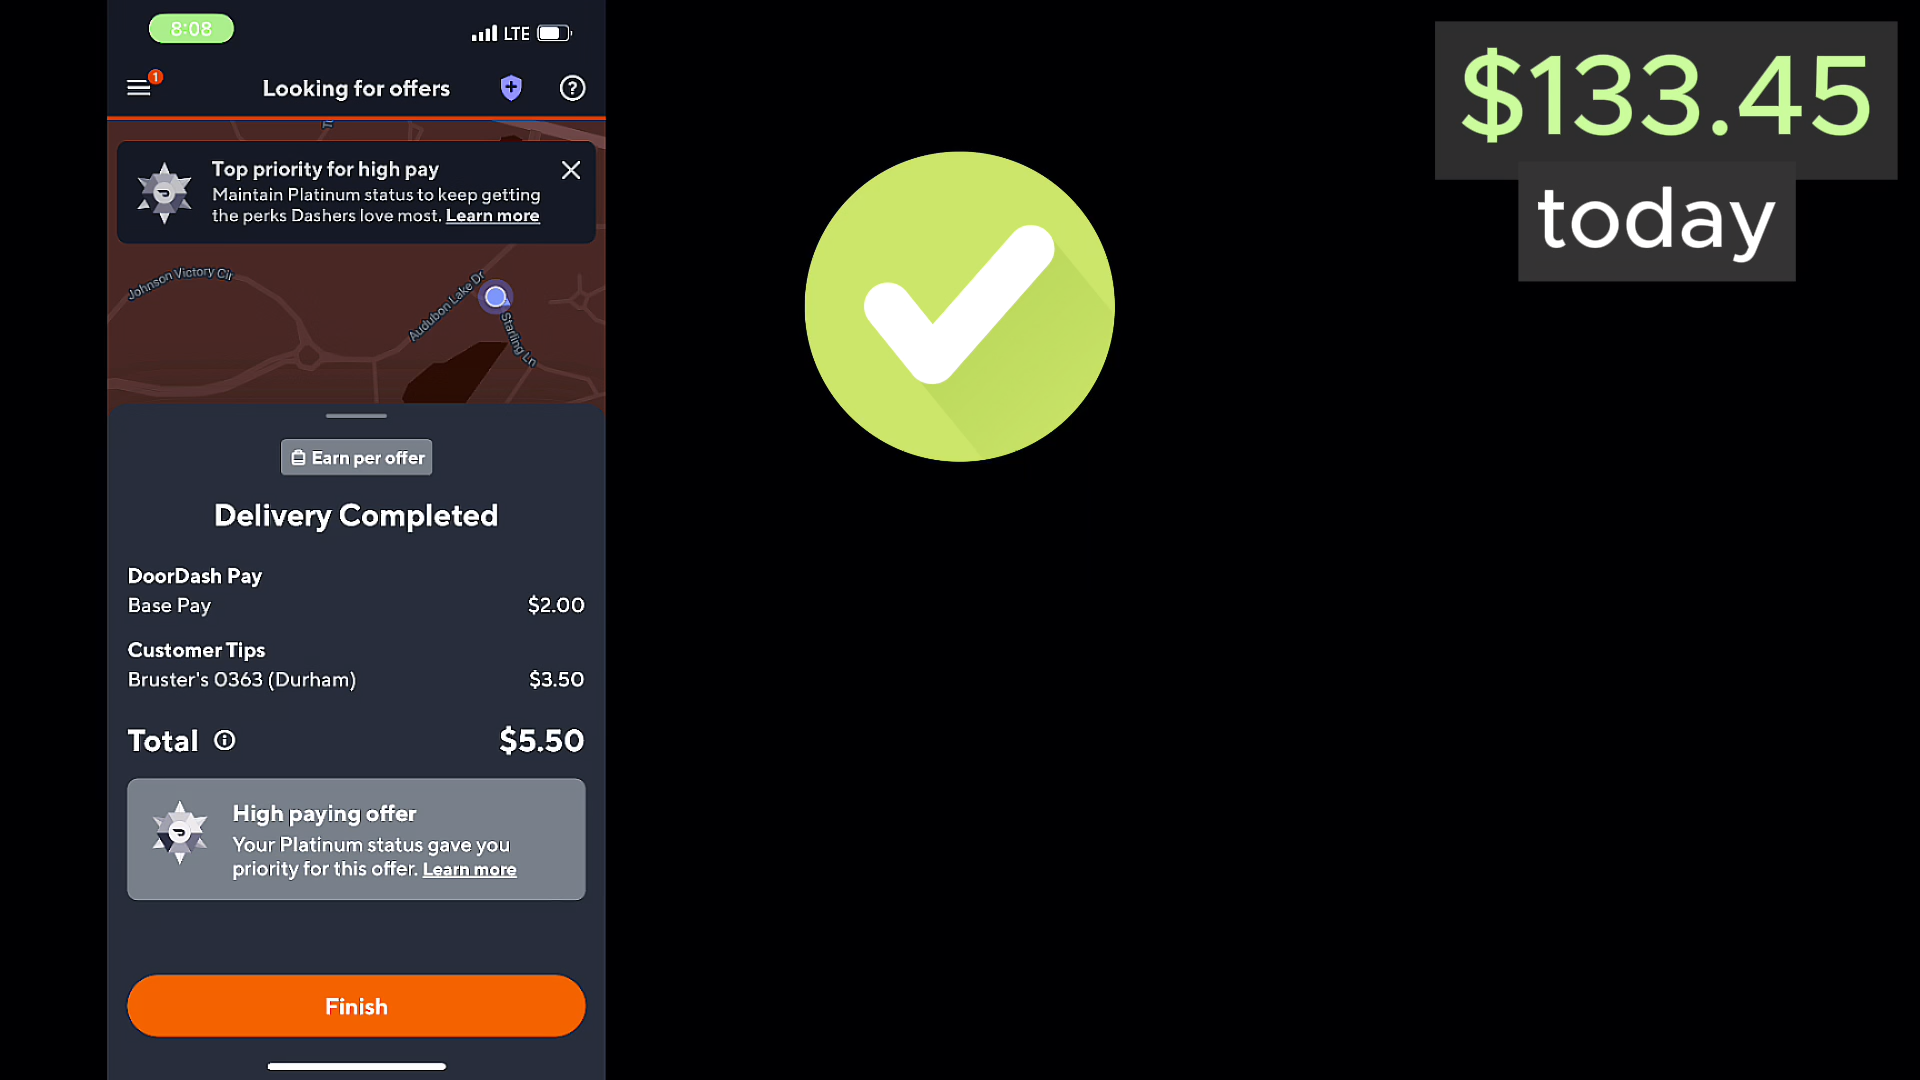 8:08
LTE
1
Looking for offers
Top priority for high pay
Maintain Platinum status to keep getting
the perks Dashers love most. Learn more
Johnson Victory Cir
Audubon Lake Dr
Starling Ln
Earn per offer
Delivery Completed
DoorDash Pay
Base Pay $2.00
Customer Tips
Bruster's 0363 (Durham) $3.50
Total $5.50
High paying offer
Your Platinum status gave you
priority for this offer. Learn more
Finish
$133.45
today